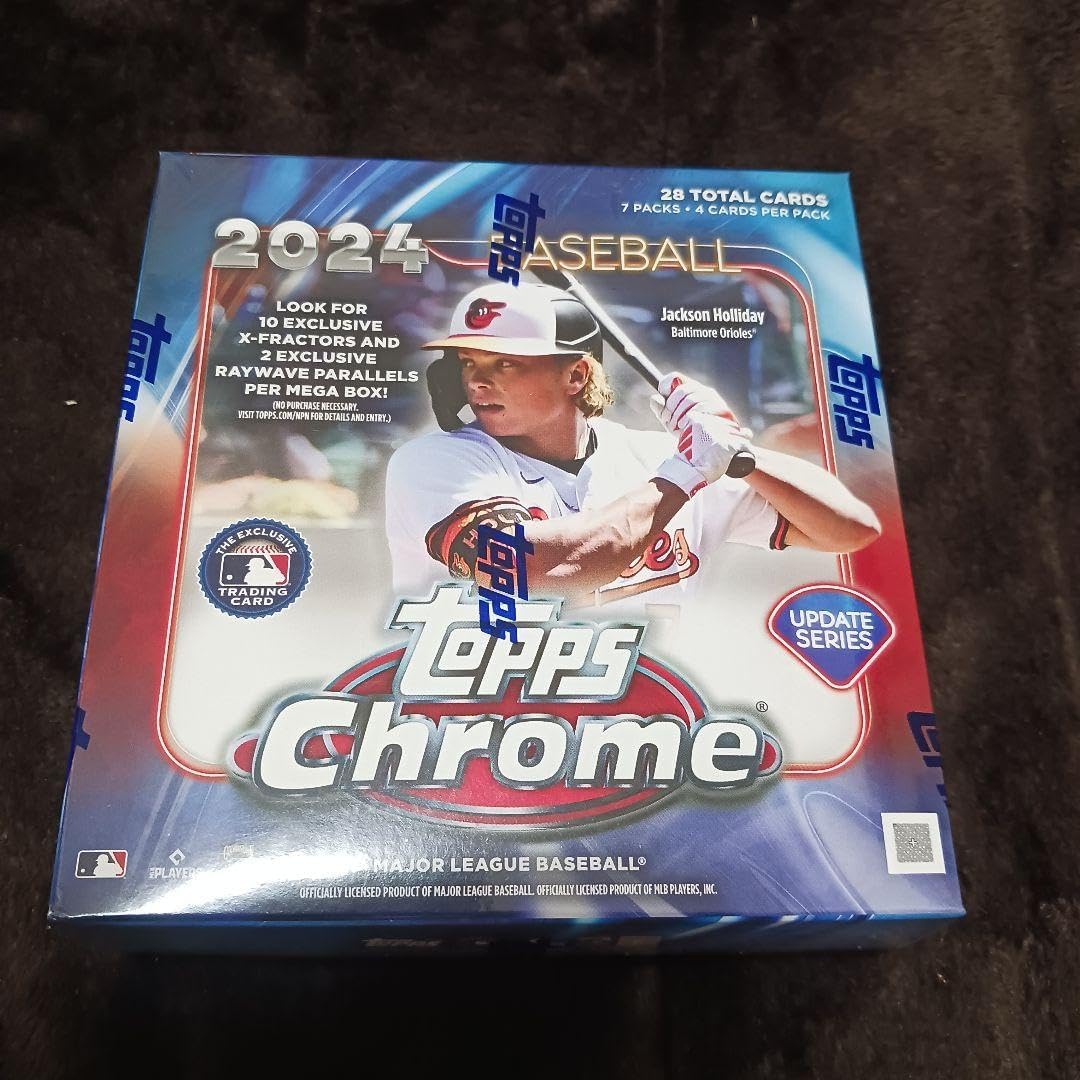 28 TOTAL CARDS
7 PACKS • 4 CARDS PER PACK
topps
2024 BASEBALL
LOOK FOR
10 EXCLUSIVE
X-FRACTORS AND
2 EXCLUSIVE
RAYWAVE PARALLELS
PER MEGA BOX!
(NO PURCHASE NECESSARY.
VISIT TOPPS.COM/NPN FOR DETAILS AND ENTRY.)
Jackson Holliday
Baltimore Orioles®
topps
topps
THE EXCLUSIVE
TRADING
CARD
topps
UPDATE
SERIES
topps
Chrome®
PLAYERS
MAJOR LEAGUE BASEBALL®
OFFICIALLY LICENSED PRODUCT OF MAJOR LEAGUE BASEBALL. OFFICIALLY LICENSED PRODUCT OF MLB PLAYERS, INC.